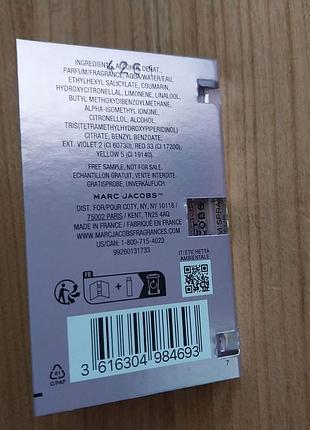 426
INGREDIENTS: ALCOHOL DENAT.,
PARFUM/FRAGRANCE, AQUA/WATER/EAU,
ETHYLHEXYL SALICYLATE, COUMARIN,
HYDROXYCITRONELLAL, LIMONENE, LINALOOL,
BUTYL METHOXYDIBENZOYLMETHANE,
ALPHA-ISOMETHYL IONONE,
CITRONELLOL, ALCOHOL,
TRIS(TETRAMETHYLHYDROXYPIPERIDINOL)
CITRATE, BENZYL BENZOATE,
EXT. VIOLET 2 (CI 60730), RED 33 (CI 17200),
YELLOW 5 (CI 19140)
FREE SAMPLE, NOT FOR SALE.
ECHANTILLON GRATUIT, VENTE INTERDITE.
GRATISPROBE, UNVERKÄUFLICH.
MARC JACOBS™
DIST. FOR/POUR COTY, NY, NY 10118 /
75002 PARIS / KENT, TN25 4AQ
MADE IN FRANCE / FABRIQUÉ EN FRANCE
WWW.MARCJACOBSFRAGRANCES.COM
US/CAN: 1-800-715-4023
99260131733
FR
+
IT: ETICHETTA
AMBIENTALE
3 616304 984693
81
C/PAP
7